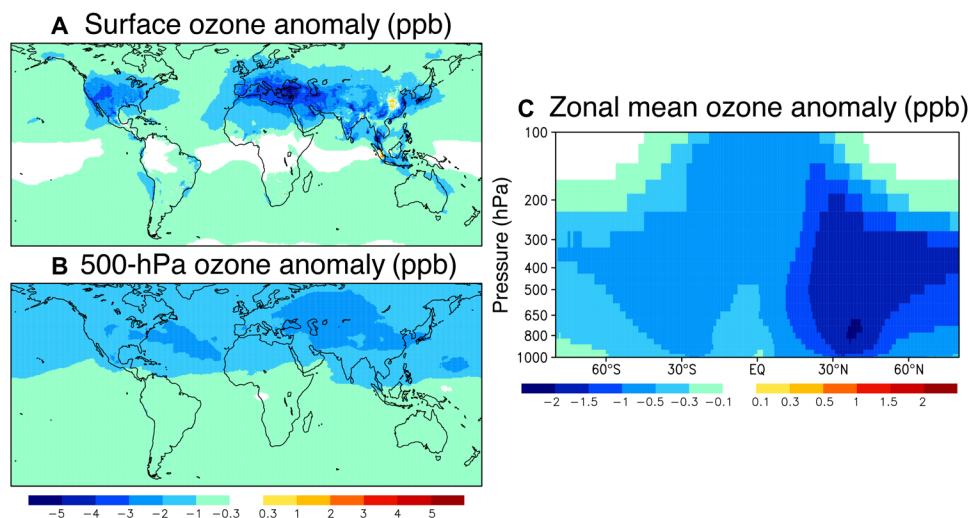 A Surface ozone anomaly (ppb)
B 500-hPa ozone anomaly (ppb)
-5 -4 -3 -2 -1 -0.3 0.3 1 2 3 4 5
C Zonal mean ozone anomaly (ppb)
Pressure (hPa)
100
200
300
400
500
650
800
1000
60°S 30°S EQ 30°N 60°N
-2 -1.5 -1 -0.5 -0.3 -0.1 0.1 0.3 0.5 1 1.5 2